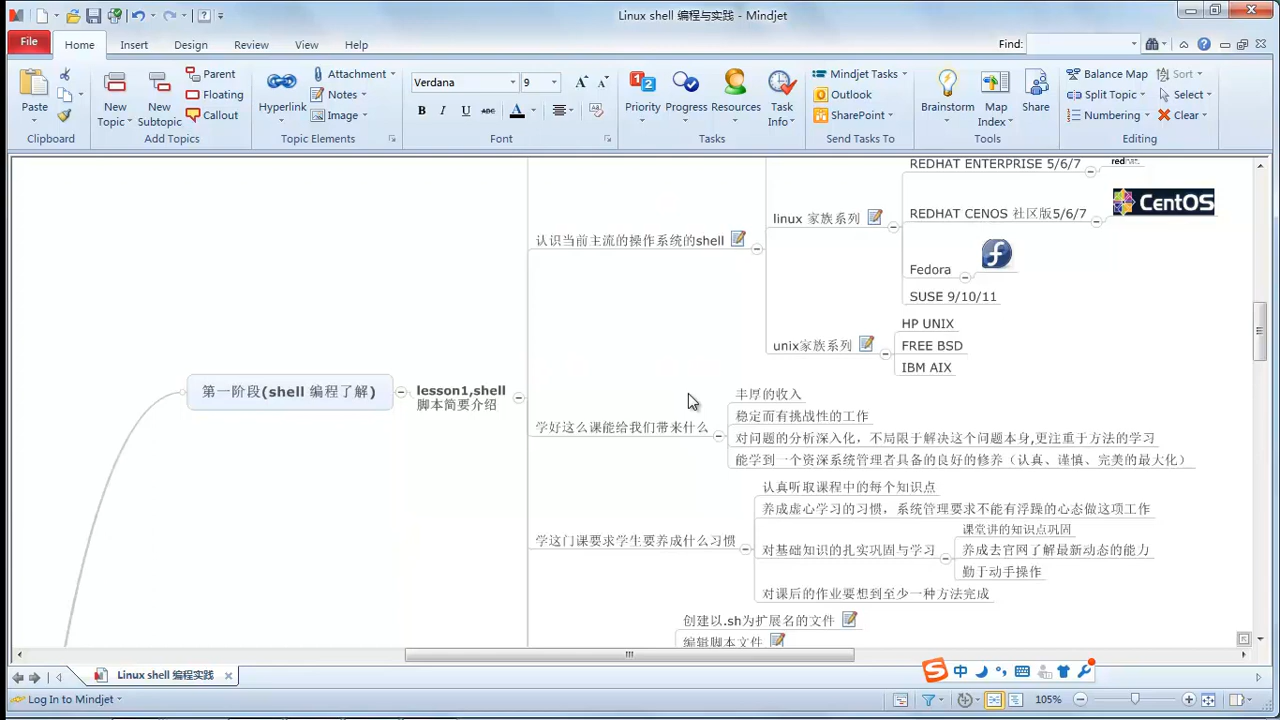 Linux shell 编程与实践 - Mindjet
File
Home
Insert
Design
Review
View
Help
Find:
Paste
Clipboard
New Topic
New Subtopic
Parent
Floating
Callout
Add Topics
Hyperlink
Attachment
Notes
Image
Topic Elements
Verdana
9
B
I
U
abc
A
Font
Priority
Progress
Resources
Task Info
Tasks
Mindjet Tasks
Outlook
SharePoint
Send Tasks To
Brainstorm
Map Index
Share
Tools
Balance Map
Split Topic
Numbering
Sort
Select
Clear
Editing
REDHAT ENTERPRISE 5/6/7
linux 家族系列
REDHAT CENOS 社区版5/6/7
CentOS
认识当前主流的操作系统的shell
Fedora
SUSE 9/10/11
HP UNIX
unix家族系列
FREE BSD
IBM AIX
第一阶段(shell 编程了解)
lesson1,shell
脚本简要介绍
丰厚的收入
稳定而有挑战性的工作
学好这么课能给我们带来什么
对问题的分析深入化，不局限于解决这个问题本身,更注重于方法的学习
能学到一个资深系统管理者具备的良好的修养（认真、谨慎、完美的最大化）
认真听取课程中的每个知识点
养成虚心学习的习惯，系统管理要求不能有浮躁的心态做这项工作
学这门课要求学生要养成什么习惯
对基础知识的扎实巩固与学习
课堂讲的知识点巩固
养成去官网了解最新动态的能力
勤于动手操作
对课后的作业要想到至少一种方法完成
创建以.sh为扩展名的文件
编辑脚本文件
Linux shell 编程实践
中
Log In to Mindjet
105%